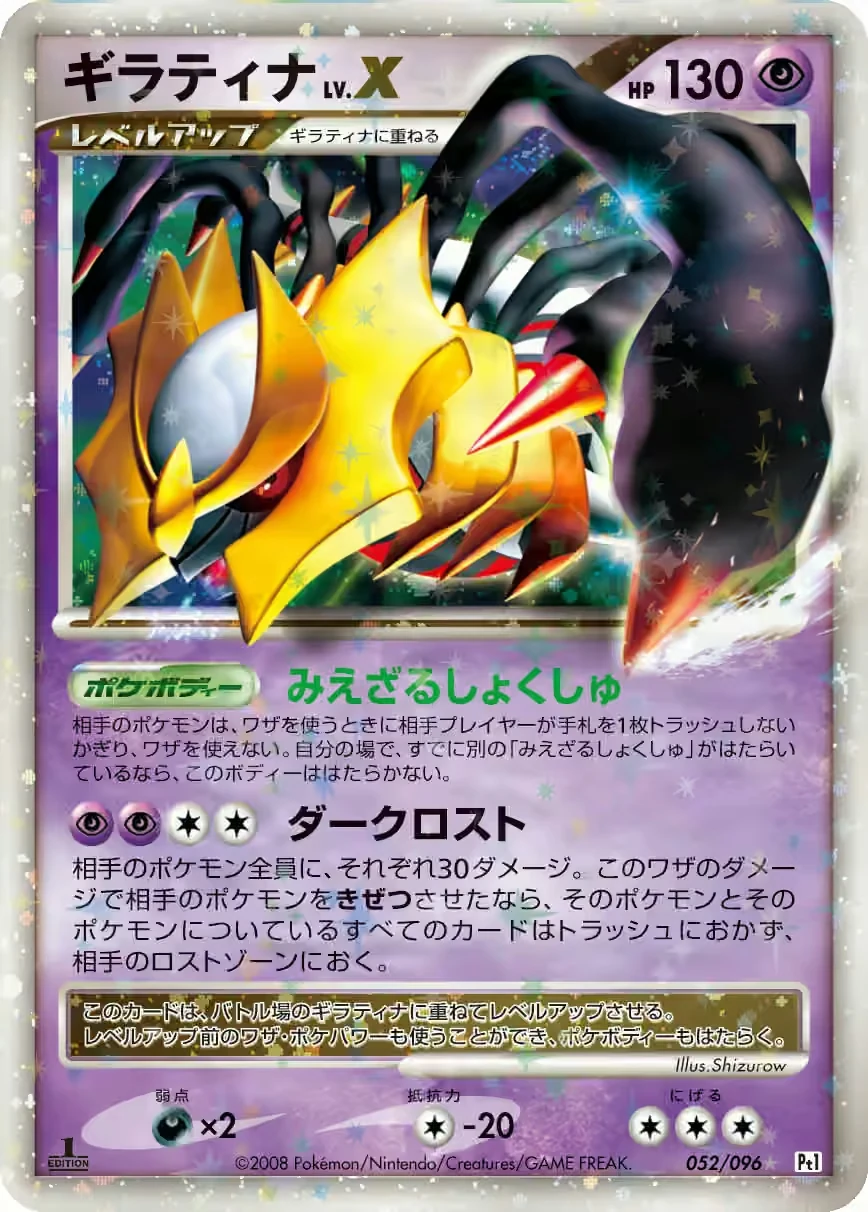 ギラティナ LV.X HP 130
レベルアップ ギラティナに重ねる
ポケボディー みえざるしょくしゅ
相手のポケモンは、ワザを使うときに相手プレイヤーが手札を1枚トラッシュしない
かぎり、ワザを使えない。自分の場で、すでに別の「みえざるしょくしゅ」がはたらい
ているなら、このボディーははたらかない。
ダークロスト
相手のポケモン全員に、それぞれ30ダメージ。このワザのダメー
ジで相手のポケモンをきぜつさせたなら、そのポケモンとその
ポケモンについているすべてのカードはトラッシュにおかず、
相手のロストゾーンにおく。
このカードは、バトル場のギラティナに重ねてレベルアップさせる。
レベルアップ前のワザ・ポケパワーも使うことができ、ポケボディーもはたらく。
Illus.Shizurow
弱点 抵抗力 にげる
×2 -20
1 EDITION
©2008 Pokémon/Nintendo/Creatures/GAME FREAK. 052/096 Pt1